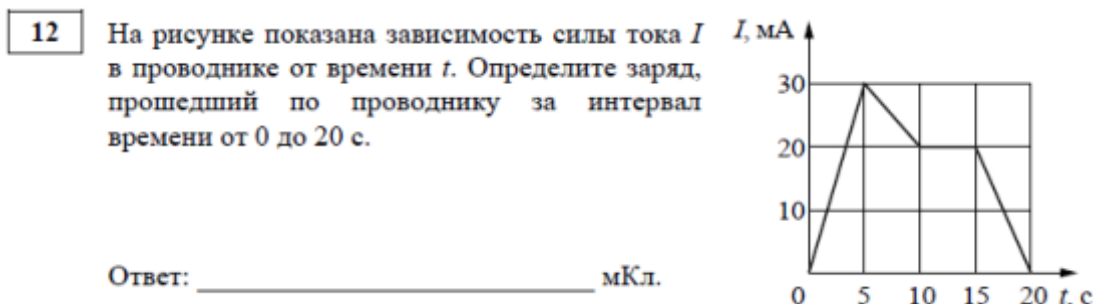 12
На рисунке показана зависимость силы тока I
в проводнике от времени t. Определите заряд,
прошедший по проводнику за интервал
времени от 0 до 20 с.
Ответ: ______________________ мКл.
I, мА
30
20
10
0 5 10 15 20 t, с